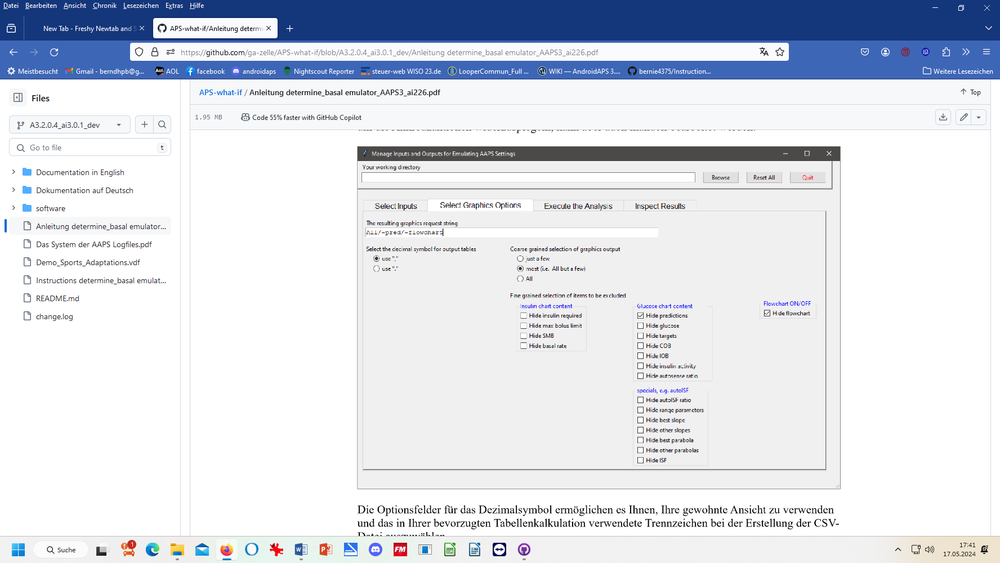 Datei Bearbeiten Ansicht Chronik Lesezeichen Extras Hilfe
New Tab - Freshy Newtab and S
APS-what-if/Anleitung determi
https://github.com/ga-zelle/APS-what-if/blob/A3.2.0.4_ai3.0.1_dev/Anleitung determine_basal emulator_AAPS3_ai226.pdf
Meistbesucht Gmail - berndhpb@g... AOL facebook androidaps Nightscout Reporter steuer-web WISO 23.de LooperCommun_Full ... WIKI — AndroidAPS 3.... bernie4375/Instruction... Weitere Lesezeichen
Files
APS-what-if / Anleitung determine_basal emulator_AAPS3_ai226.pdf
Top
A3.2.0.4_ai3.0.1_dev
1.95 MB
Code 55% faster with GitHub Copilot
Go to file
t
Documentation in English
Dokumentation auf Deutsch
software
Anleitung determine_basal emulator...
Das System der AAPS Logfiles.pdf
Demo_Sports_Adaptations.vdf
Instructions determine_basal emulat...
README.md
change.log
Manage Inputs and Outputs for Emulating AAPS Settings
Your working directory
Browse
Reset All
Quit
Select Inputs
Select Graphics Options
Execute the Analysis
Inspect Results
The resulting graphics request string
All/-pred/-flowchart
Select the decimal symbol for output tables
use ","
use "."
Coarse grained selection of graphics output
just a few
most (i.e. All but a few)
All
Fine grained selection of items to be excluded
Insulin chart content
Hide insulin required
Hide max bolus limit
Hide SMB
Hide basal rate
Glucose chart content
Hide predictions
Hide glucose
Hide targets
Hide COB
Hide IOB
Hide insulin activity
Hide autosense ratio
Flowchart ON/OFF
Hide flowchart
specials, e.g. autoISF
Hide autoISF ratio
Hide range parameters
Hide best slope
Hide other slopes
Hide best parabola
Hide other parabolas
Hide ISF
Die Optionsfelder für das Dezimalsymbol ermöglichen es Ihnen, Ihre gewohnte Ansicht zu verwenden
und das in Ihrer bevorzugten Tabellenkalkulation verwendete Trennzeichen bei der Erstellung der CSV-
Datei auszuwählen
Suche
1
FM
17:41
17.05.2024